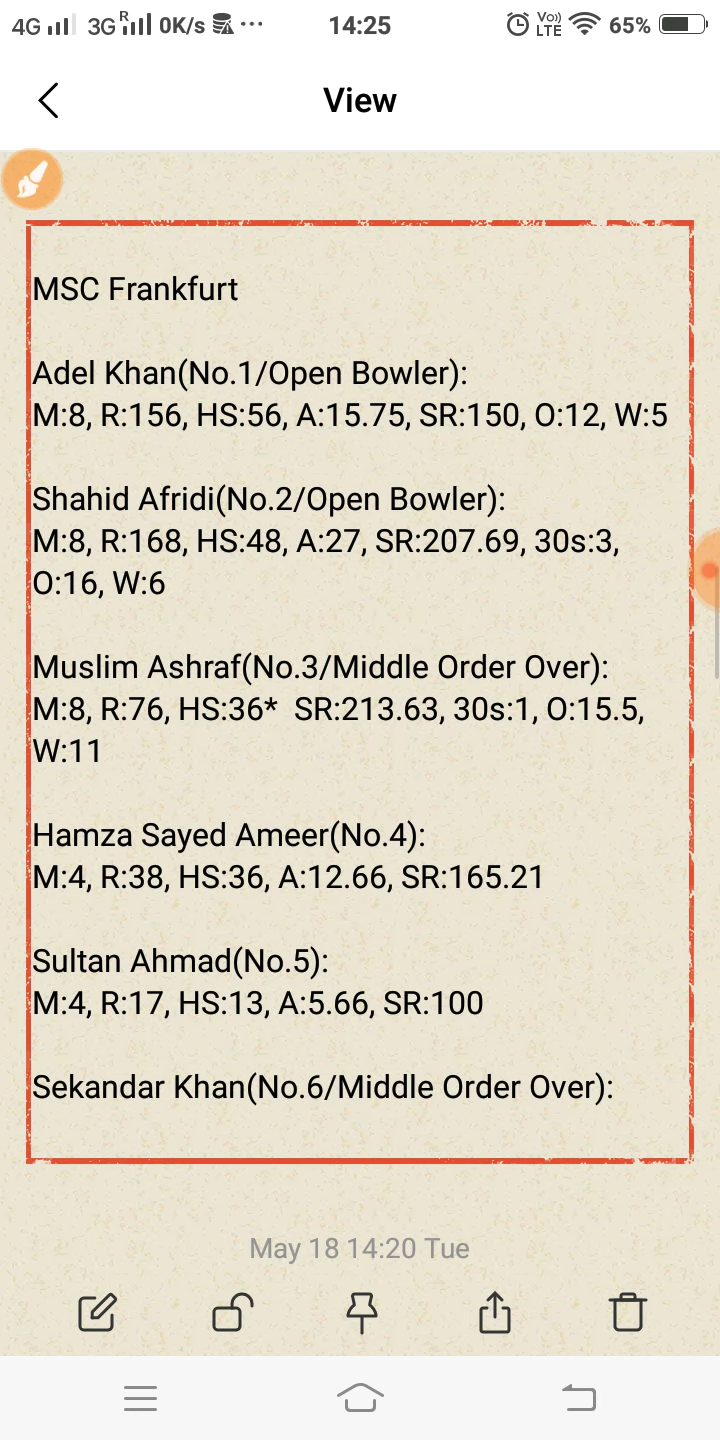 4G 3G R 0K/s ... 14:25 Vo) LTE 65%
View
MSC Frankfurt
Adel Khan(No.1/Open Bowler):
M:8, R:156, HS:56, A:15.75, SR:150, O:12, W:5
Shahid Afridi(No.2/Open Bowler):
M:8, R:168, HS:48, A:27, SR:207.69, 30s:3,
O:16, W:6
Muslim Ashraf(No.3/Middle Order Over):
M:8, R:76, HS:36*  SR:213.63, 30s:1, O:15.5,
W:11
Hamza Sayed Ameer(No.4):
M:4, R:38, HS:36, A:12.66, SR:165.21
Sultan Ahmad(No.5):
M:4, R:17, HS:13, A:5.66, SR:100
Sekandar Khan(No.6/Middle Order Over):
May 18 14:20 Tue